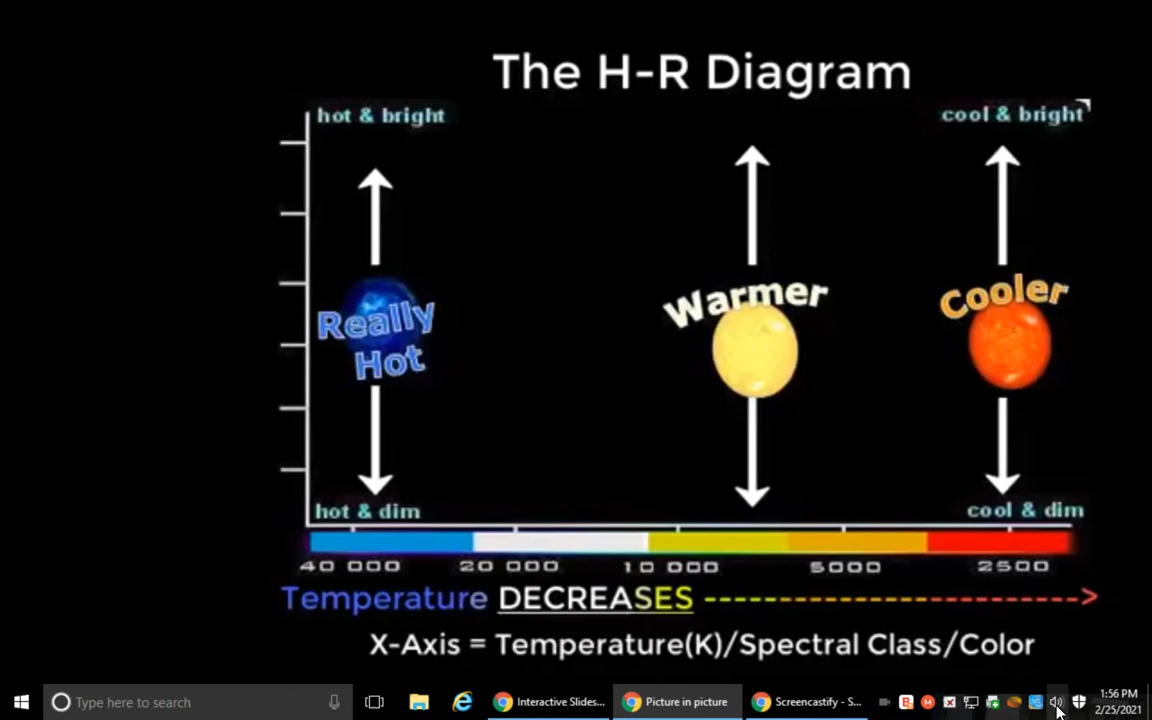 The H-R Diagram
hot & bright
cool & bright
Really
Hot
Warmer
Cooler
hot & dim
cool & dim
40 000 20 000 10 000 5000 2500
Temperature DECREASES ------------------------------>
X-Axis = Temperature(K)/Spectral Class/Color
Type here to search
Interactive Slides...
Picture in picture
Screencastify - S...
1:56 PM
2/25/2021